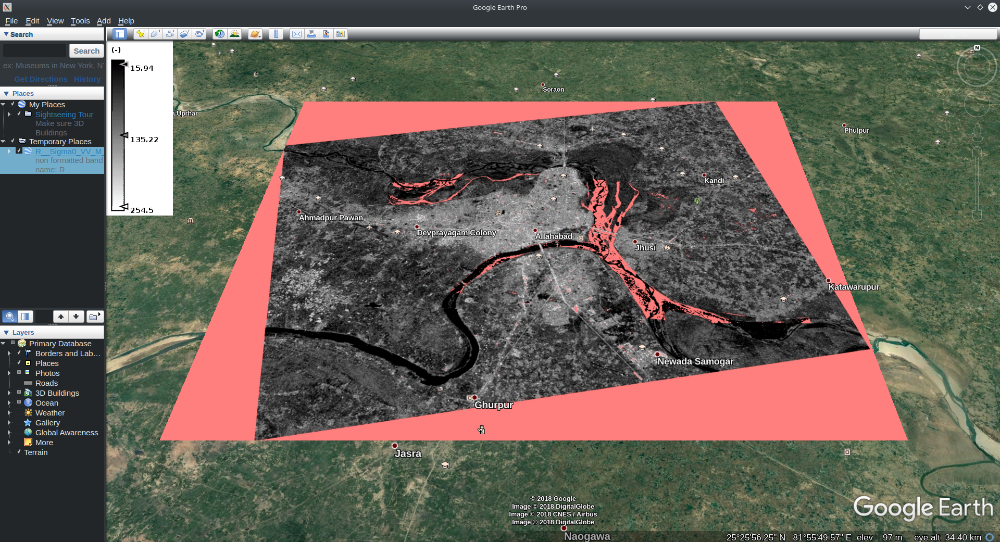 Google Earth Pro
File Edit View Tools Add Help
Search
Search
ex: Museums in New York, N
Get Directions History
Places
My Places
Sightseeing Tour
Make sure 3D
Buildings
Temporary Places
R__Sigma0_VV_M_
non formatted band
name: R
Layers
Primary Database
Borders and Lab…
Places
Photos
Roads
3D Buildings
Ocean
Weather
Gallery
Global Awareness
More
Terrain
(-)
15.94
135.22
254.5
N
Soraon
a Uprhar
Phulpur
Kandi
Ahmadpur Pawan
Devprayagam Colony
Allahabad
Jhusi
Katawarupur
Newada Samogar
Ghurpur
Jasra
© 2018 Google
Image © 2018 DigitalGlobe
Image © 2018 CNES / Airbus
Image © 2018 DigitalGlobe
Naogawa
Google Earth
25°25'56.25" N 81°55'49.57" E elev 97 m eye alt 34.40 km